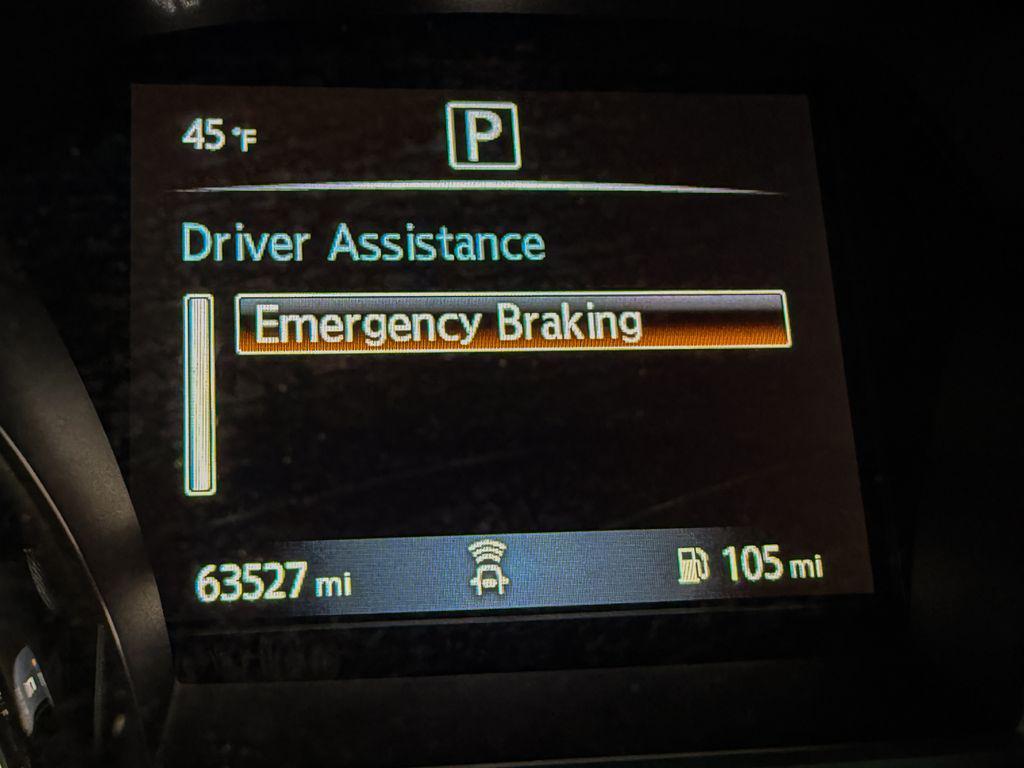 45 °F P
Driver Assistance
Emergency Braking
63527 mi 105 mi